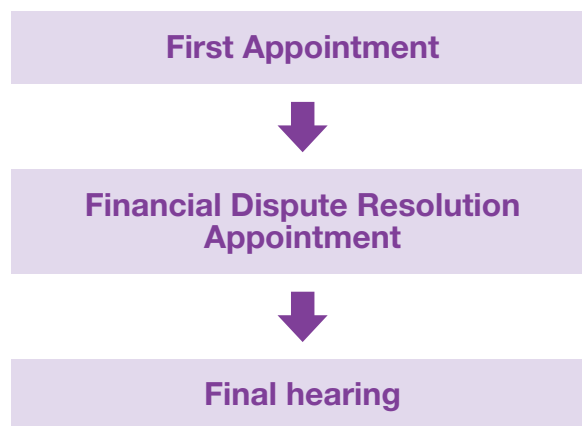 First Appointment
Financial Dispute Resolution
Appointment
Final hearing